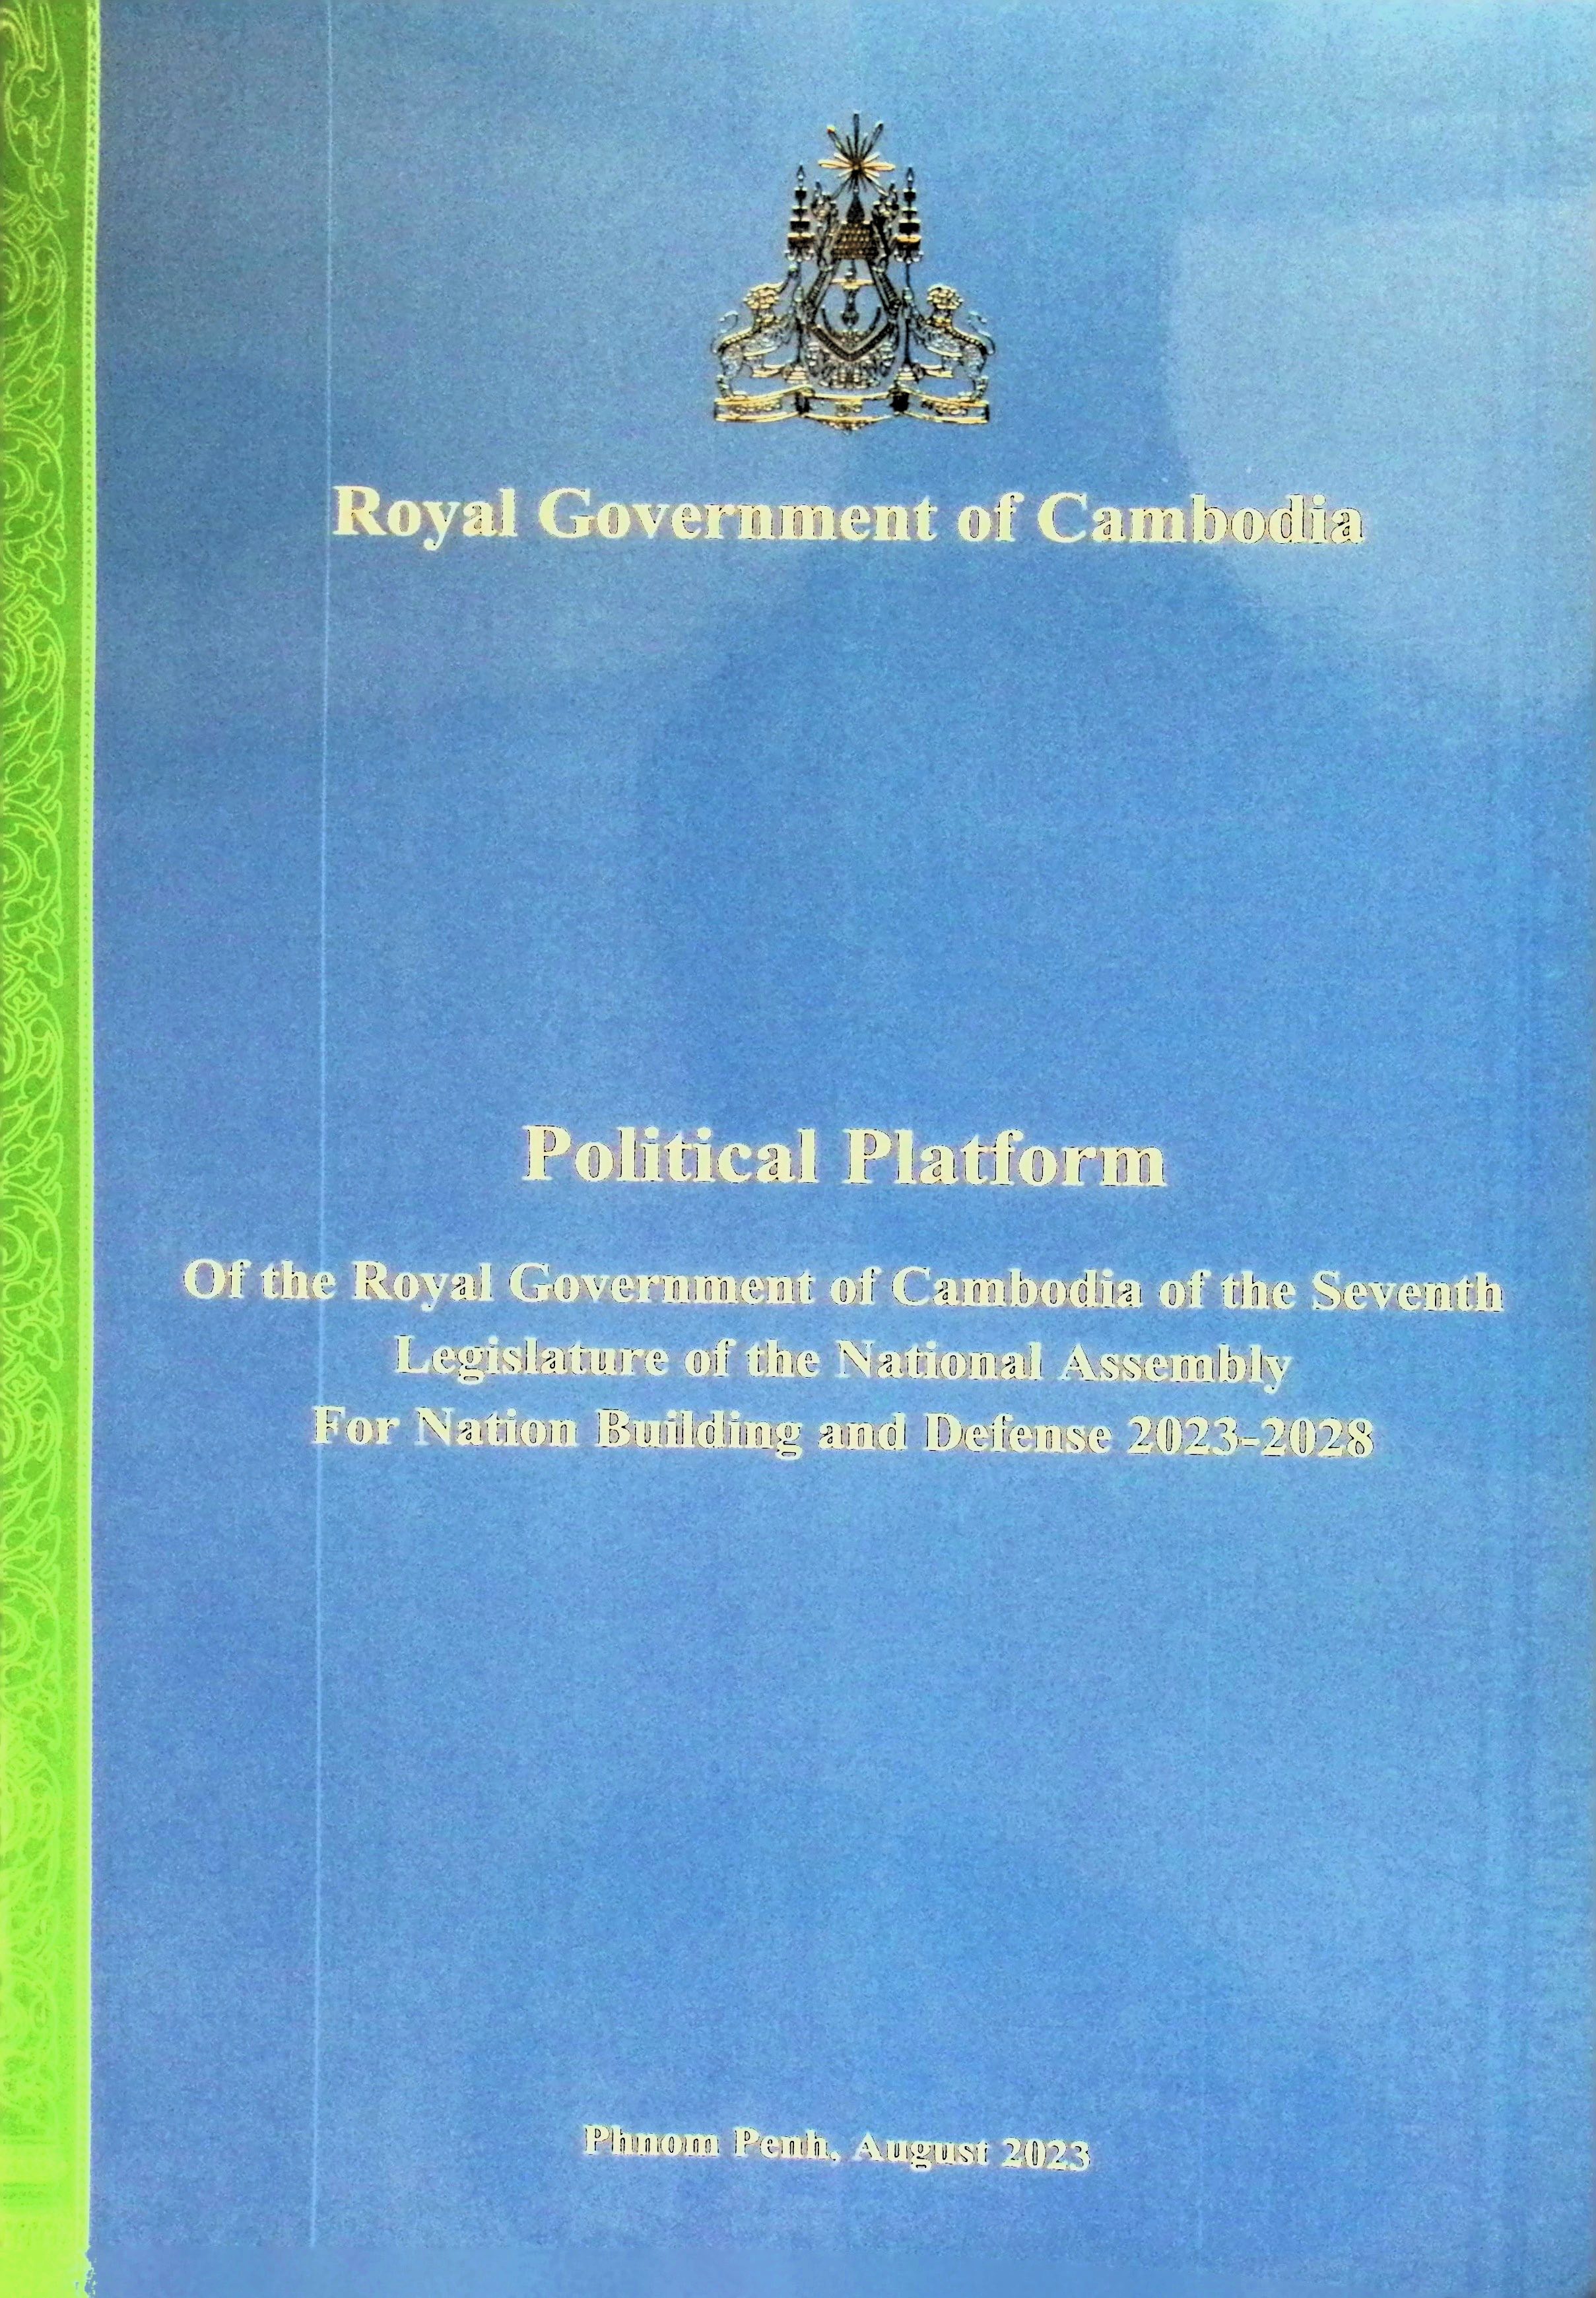 Royal Government of Cambodia
Political Platform
Of the Royal Government of Cambodia of the Seventh
Legislature of the National Assembly
For Nation Building and Defense 2023-2028
Phnom Penh, August 2023